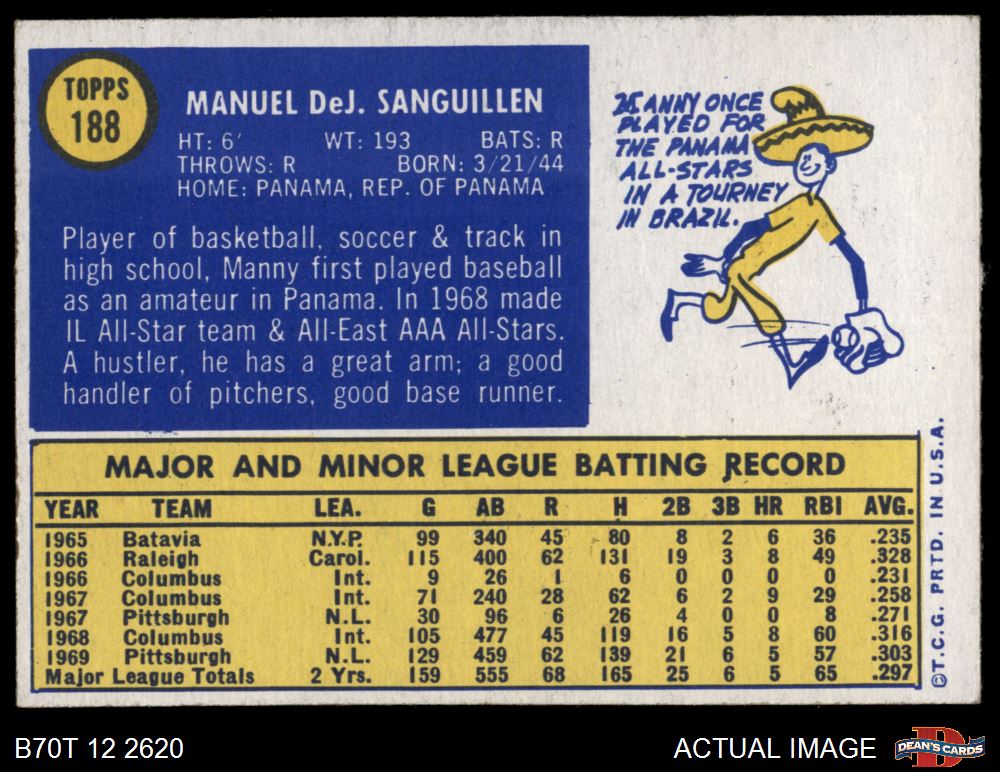 TOPPS
188
MANUEL DeJ. SANGUILLEN
HT: 6' WT: 193 BATS: R
THROWS: R BORN: 3/21/44
HOME: PANAMA, REP. OF PANAMA
Player of basketball, soccer & track in
high school, Manny first played baseball
as an amateur in Panama. In 1968 made
IL All-Star team & All-East AAA All-Stars.
A hustler, he has a great arm; a good
handler of pitchers, good base runner.
MANNY ONCE
PLAYED FOR
THE PANAMA
ALL-STARS
IN A TOURNEY
IN BRAZIL.
MAJOR AND MINOR LEAGUE BATTING RECORD
YEAR TEAM LEA. G AB R H 2B 3B HR RBI AVG.
1965 Batavia N.Y.P. 99 340 45 80 8 2 6 36 .235
1966 Raleigh Carol. 115 400 62 131 19 3 8 49 .328
1966 Columbus Int. 9 26 1 6 0 0 0 0 .231
1967 Columbus Int. 71 240 28 62 6 2 9 29 .258
1967 Pittsburgh N.L. 30 96 6 26 4 0 0 8 .271
1968 Columbus Int. 105 477 45 119 16 5 8 60 .316
1969 Pittsburgh N.L. 129 459 62 139 21 6 5 57 .303
Major League Totals 2 Yrs. 159 555 68 165 25 6 5 65 .297
©T.C.G. PRTD. IN U.S.A.
B70T 12 2620
ACTUAL IMAGE
D
DEAN'S CARDS